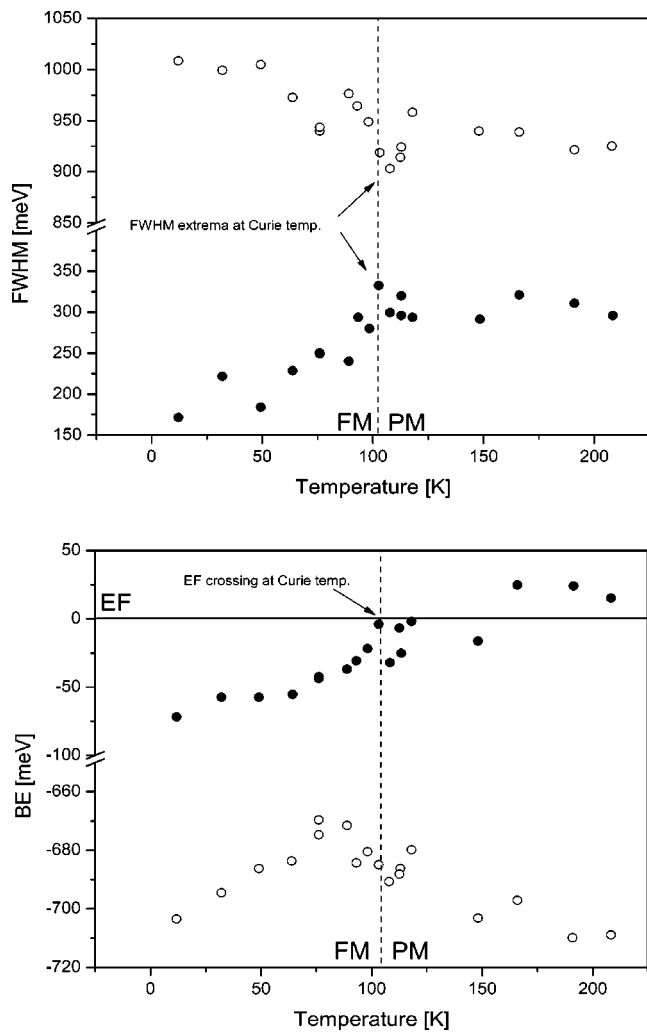 1050
1000
950
900
850
350
300
250
200
150
FWHM [meV]
FWHM extrema at Curie temp.
FM PM
0 50 100 150 200
Temperature [K]
50
0
-50
-100
-660
-680
-700
-720
BE [meV]
EF
EF crossing at Curie temp.
FM PM
0 50 100 150 200
Temperature [K]